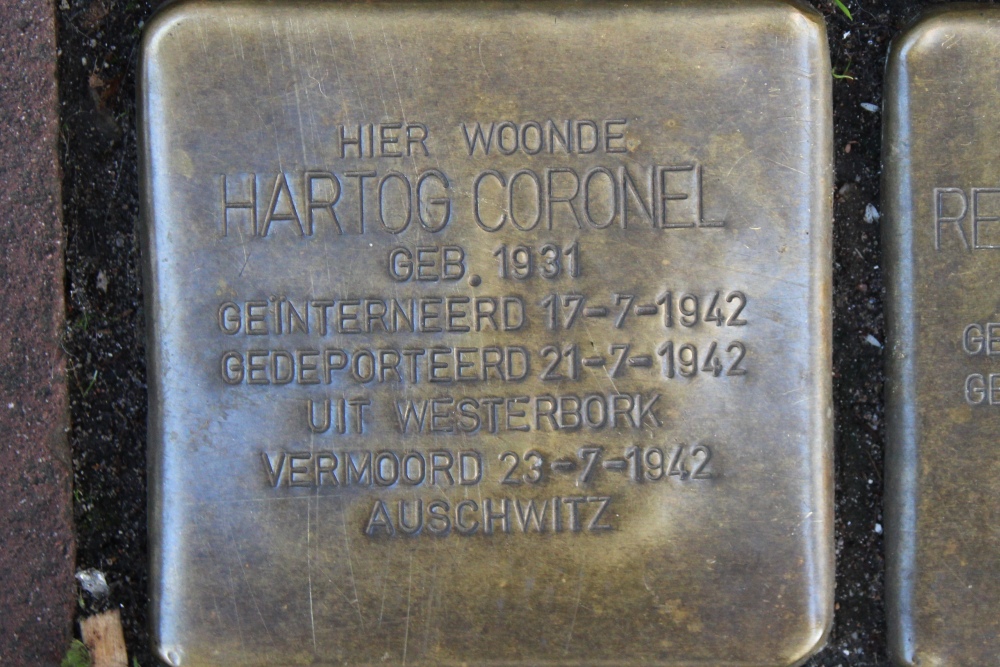 HIER WOONDE
HARTOG CORONEL
GEB. 1931
GEÏNTERNEERD 17-7-1942
GEDEPORTEERD 21-7-1942
UIT WESTERBORK
VERMOORD 23-7-1942
AUSCHWITZ